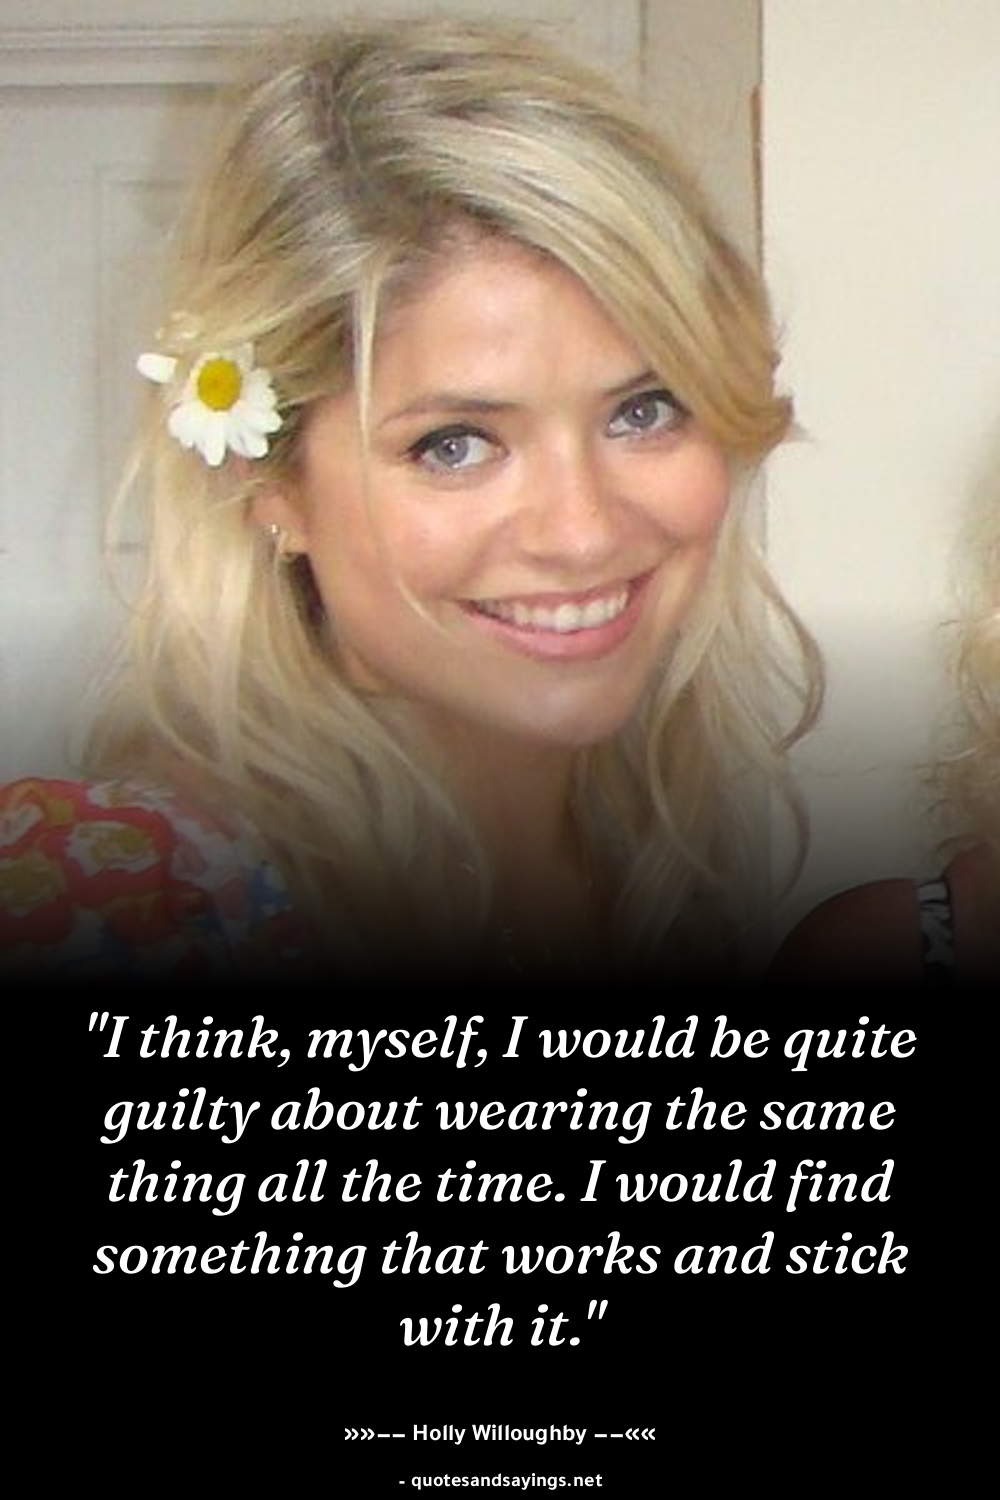 "I think, myself, I would be quite
guilty about wearing the same
thing all the time. I would find
something that works and stick
with it."
»»–– Holly Willoughby ––««
- quotesandsayings.net